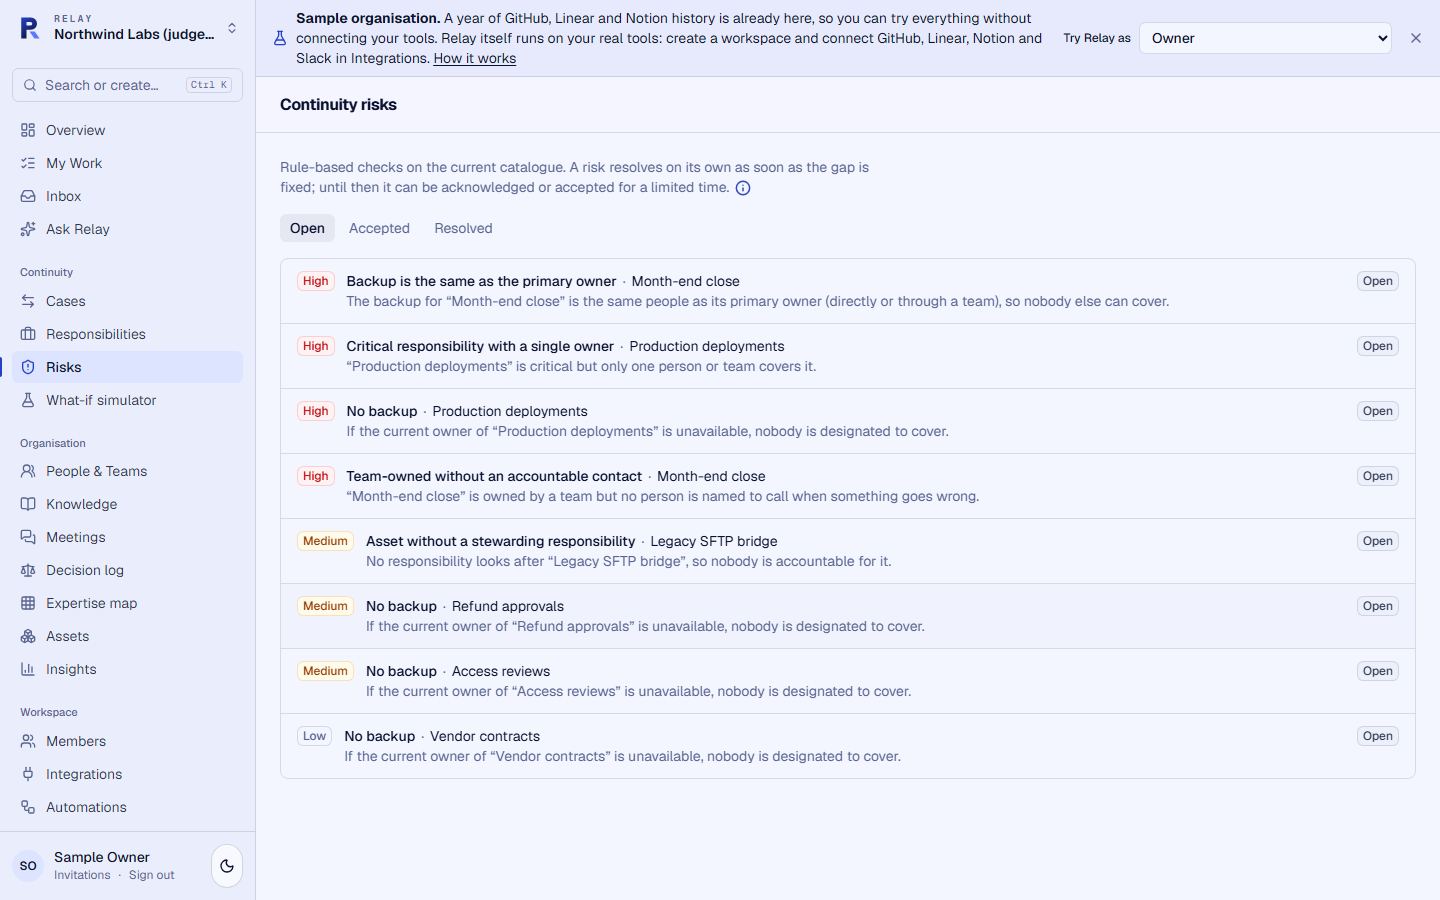 RELAY
Northwind Labs (judge...
Search or create...
Ctrl K
Overview
My Work
Inbox
Ask Relay
Continuity
Cases
Responsibilities
Risks
What-if simulator
Organisation
People & Teams
Knowledge
Meetings
Decision log
Expertise map
Assets
Insights
Workspace
Members
Integrations
Automations
SO
Sample Owner
Invitations · Sign out
Sample organisation. A year of GitHub, Linear and Notion history is already here, so you can try everything without
connecting your tools. Relay itself runs on your real tools: create a workspace and connect GitHub, Linear, Notion and
Slack in Integrations. How it works
Try Relay as
Owner
Continuity risks
Rule-based checks on the current catalogue. A risk resolves on its own as soon as the gap is
fixed; until then it can be acknowledged or accepted for a limited time.
Open
Accepted
Resolved
High
Backup is the same as the primary owner · Month-end close
Open
The backup for “Month-end close” is the same people as its primary owner (directly or through a team), so nobody else can cover.
High
Critical responsibility with a single owner · Production deployments
Open
“Production deployments” is critical but only one person or team covers it.
High
No backup · Production deployments
Open
If the current owner of “Production deployments” is unavailable, nobody is designated to cover.
High
Team-owned without an accountable contact · Month-end close
Open
“Month-end close” is owned by a team but no person is named to call when something goes wrong.
Medium
Asset without a stewarding responsibility · Legacy SFTP bridge
Open
No responsibility looks after “Legacy SFTP bridge”, so nobody is accountable for it.
Medium
No backup · Refund approvals
Open
If the current owner of “Refund approvals” is unavailable, nobody is designated to cover.
Medium
No backup · Access reviews
Open
If the current owner of “Access reviews” is unavailable, nobody is designated to cover.
Low
No backup · Vendor contracts
Open
If the current owner of “Vendor contracts” is unavailable, nobody is designated to cover.